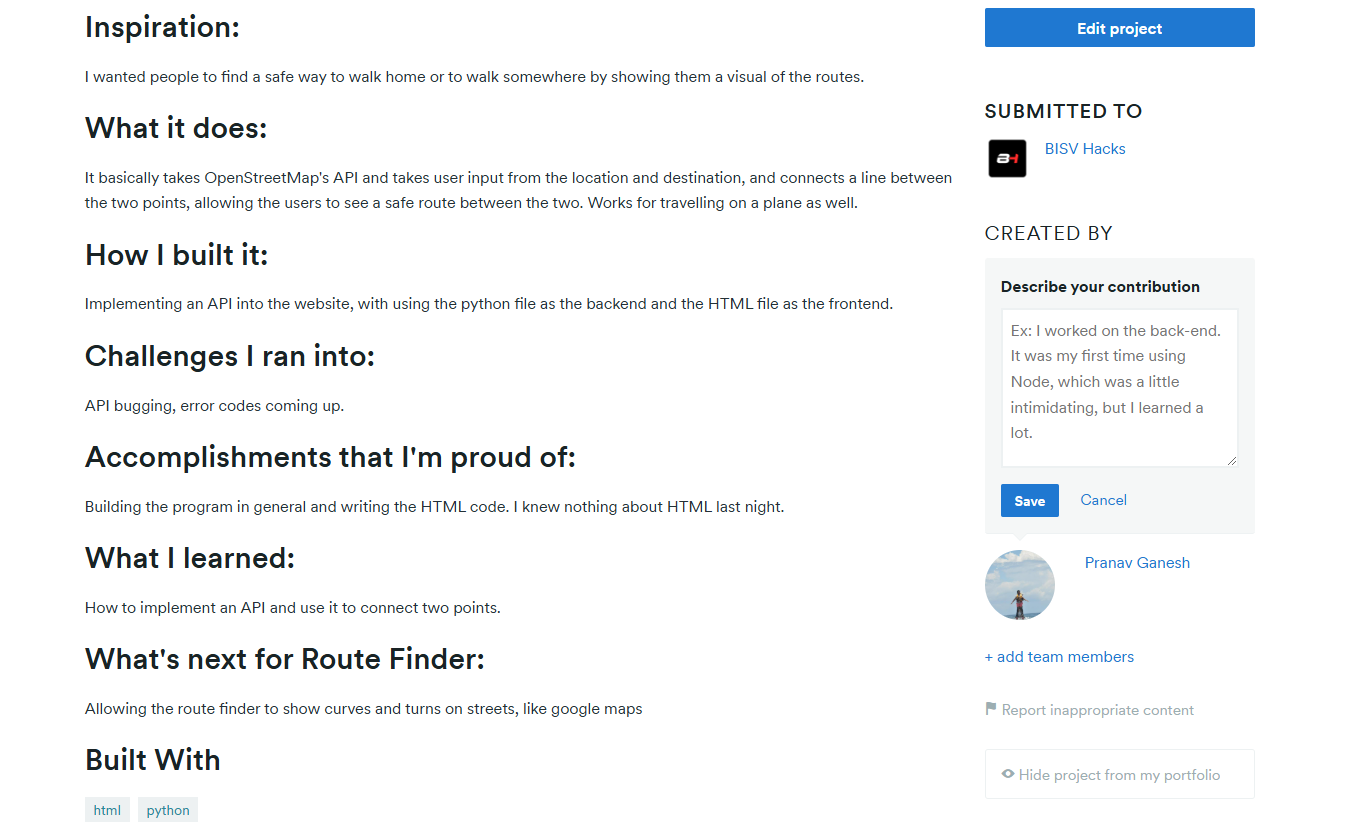 Inspiration:
I wanted people to find a safe way to walk home or to walk somewhere by showing them a visual of the routes.
What it does:
It basically takes OpenStreetMap's API and takes user input from the location and destination, and connects a line between
the two points, allowing the users to see a safe route between the two. Works for travelling on a plane as well.
How I built it:
Implementing an API into the website, with using the python file as the backend and the HTML file as the frontend.
Challenges I ran into:
API bugging, error codes coming up.
Accomplishments that I'm proud of:
Building the program in general and writing the HTML code. I knew nothing about HTML last night.
What I learned:
How to implement an API and use it to connect two points.
What's next for Route Finder:
Allowing the route finder to show curves and turns on streets, like google maps
Built With
html python
Edit project
SUBMITTED TO
BISV Hacks
CREATED BY
Describe your contribution
Ex: I worked on the back-end.
It was my first time using
Node, which was a little
intimidating, but I learned a
lot.
Save Cancel
Pranav Ganesh
+ add team members
Report inappropriate content
Hide project from my portfolio